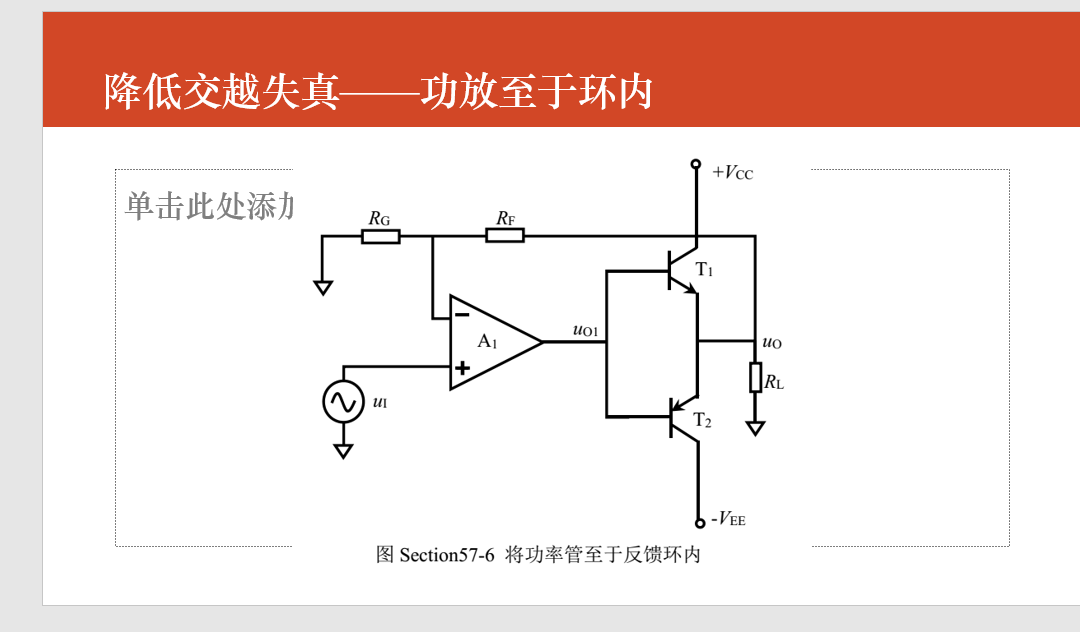 降低交越失真——功放至于环内
单击此处添加
+VCC
RG
RF
T1
uO1
A1
uO
RL
uI
T2
-VEE
图 Section57-6 将功率管至于反馈环内